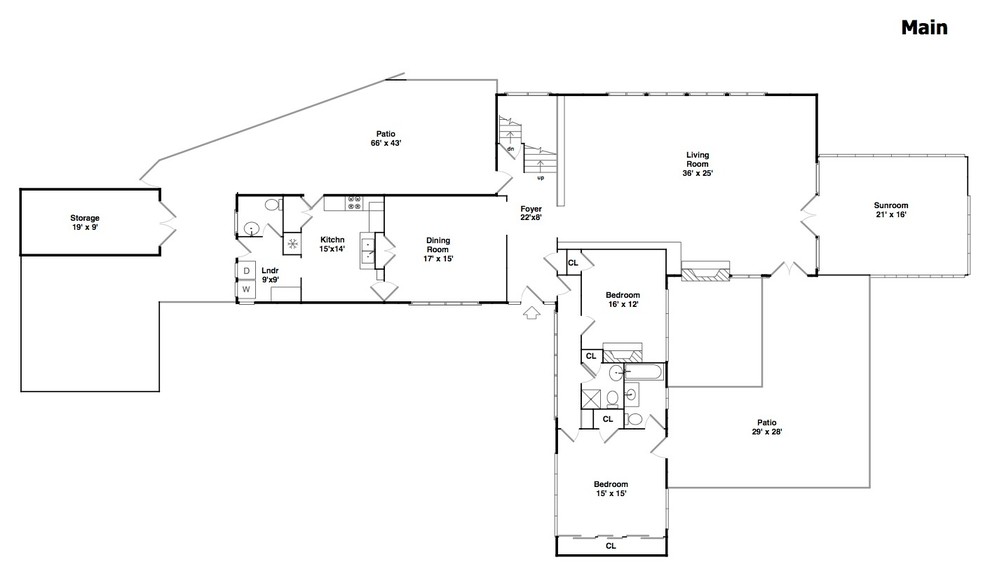 Main
Patio
66' x 43'
Living
Room
36' x 25'
dn
up
Storage
19' x 9'
Foyer
22'x8'
Sunroom
21' x 16'
Kitchn
15'x14'
Dining
Room
17' x 15'
Lndr
9'x9'
D
W
CL
Bedroom
16' x 12'
CL
CL
Patio
29' x 28'
Bedroom
15' x 15'
CL